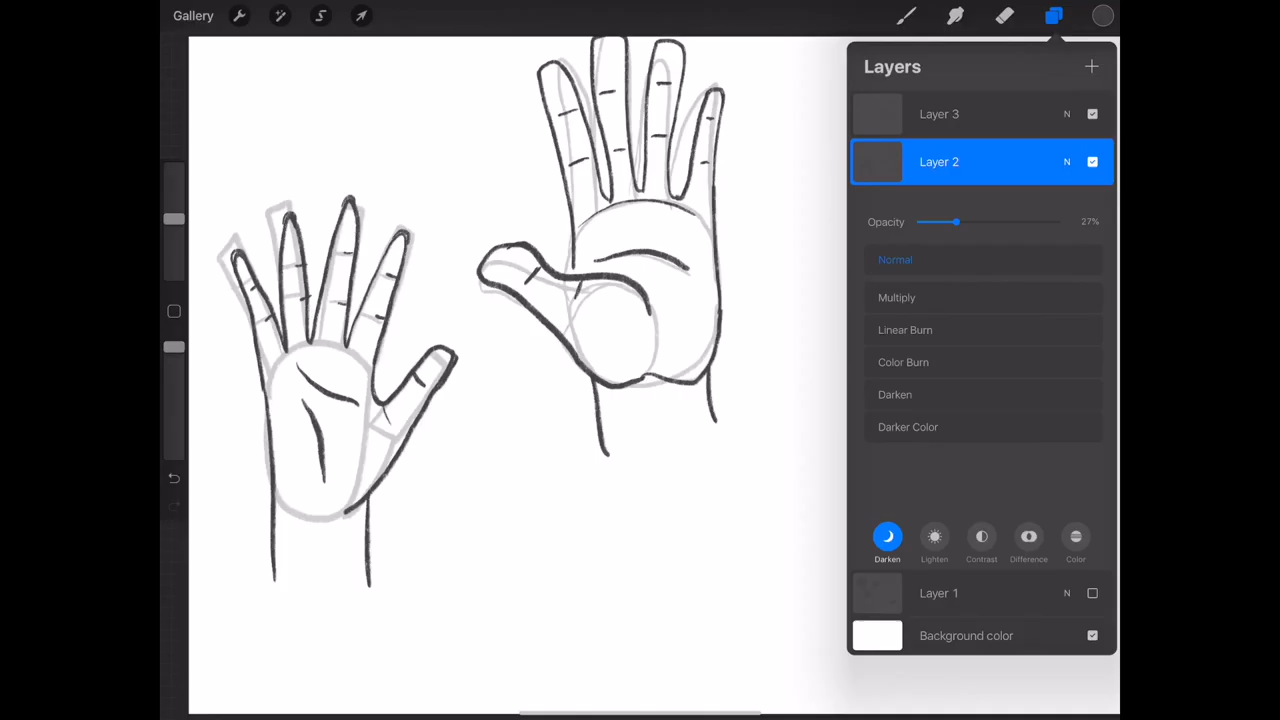 Gallery
Layers
Layer 3 N
Layer 2 N
Opacity 27%
Normal
Multiply
Linear Burn
Color Burn
Darken
Darker Color
Darken Lighten Contrast Difference Color
Layer 1 N
Background color